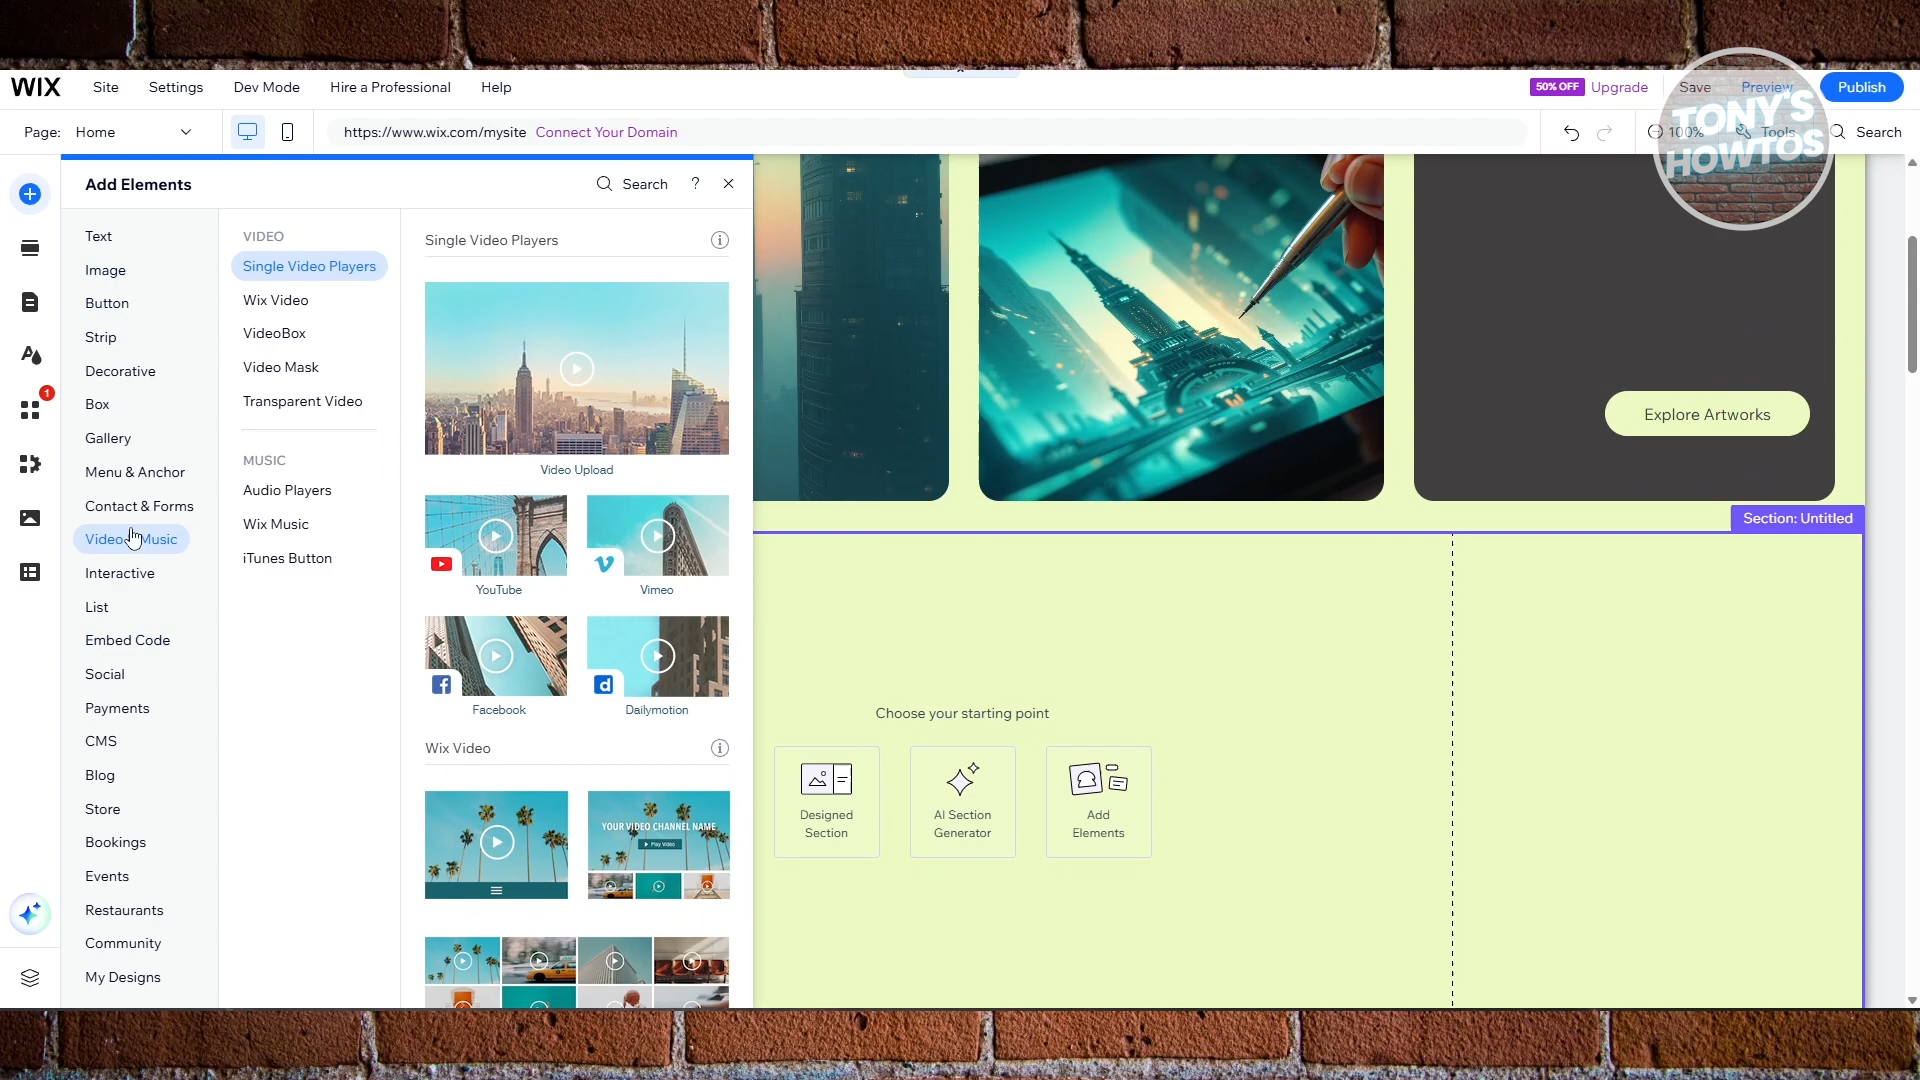 WIX
Site
Settings
Dev Mode
Hire a Professional
Help
50% OFF
Upgrade
Save
Preview
Publish
Page:
Home
https://www.wix.com/mysite
Connect Your Domain
100%
Tools
Search
TONY'S
HOWTOS
Add Elements
Search
?
Text
Image
Button
Strip
Decorative
Box
Gallery
Menu & Anchor
Contact & Forms
Video Music
Interactive
List
Embed Code
Social
Payments
CMS
Blog
Store
Bookings
Events
Restaurants
Community
My Designs
1
VIDEO
Single Video Players
Wix Video
VideoBox
Video Mask
Transparent Video
MUSIC
Audio Players
Wix Music
iTunes Button
Single Video Players
Video Upload
YouTube
Vimeo
Facebook
Dailymotion
Wix Video
YOUR VIDEO CHANNEL NAME
Play Video
Explore Artworks
Section: Untitled
Choose your starting point
Designed
Section
AI Section
Generator
Add
Elements